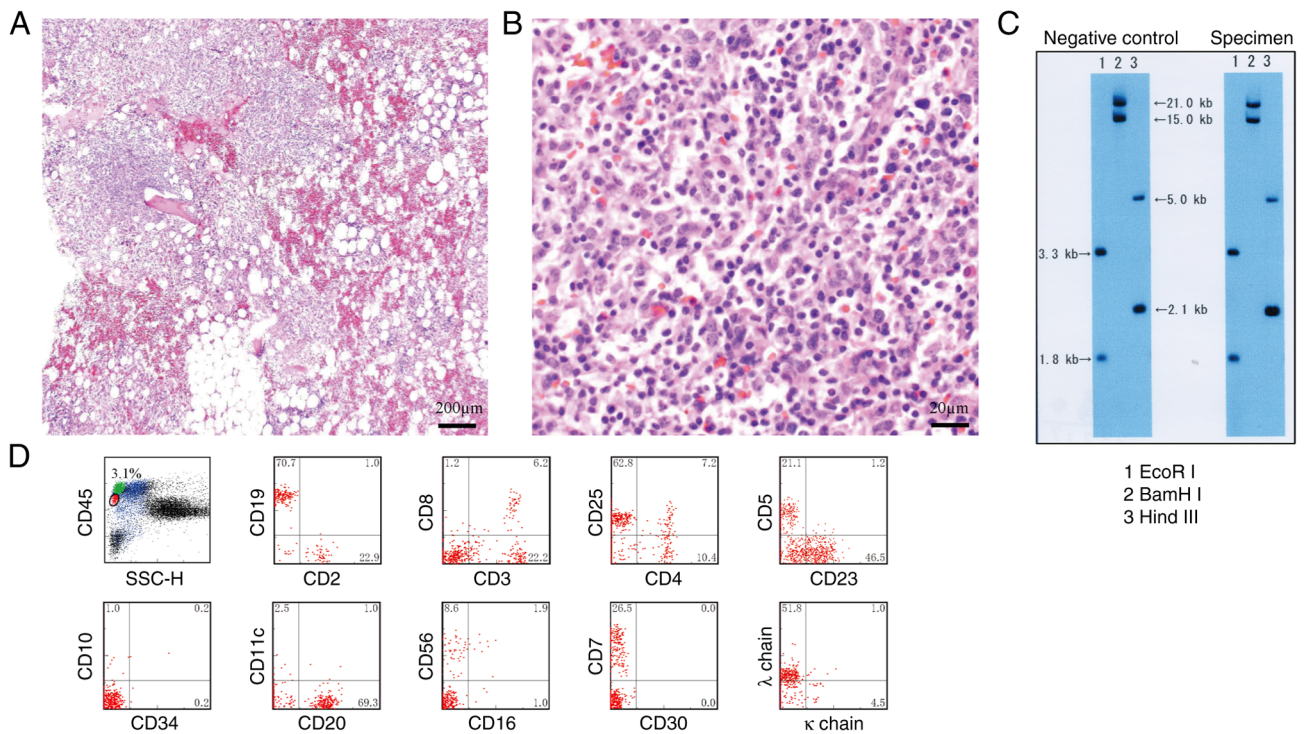 A
200μm
B
20μm
C
Negative control Specimen
1 2 3 1 2 3
←21.0 kb
←15.0 kb
←5.0 kb
3.3 kb→
←2.1 kb
1.8 kb→
1 EcoR I
2 BamH I
3 Hind III
D
3.1%
CD45
SSC-H
70.7 1.0
CD19
22.9
CD2
1.2 6.2
CD8
22.2
CD3
62.8 7.2
CD25
10.4
CD4
21.1 1.2
CD5
46.5
CD23
1.0 0.2
CD10
0.2
CD34
2.5 1.0
CD11c
69.3
CD20
8.6 1.9
CD56
1.0
CD16
26.5 0.0
CD7
0.0
CD30
51.8 1.0
λ chain
4.5
κ chain